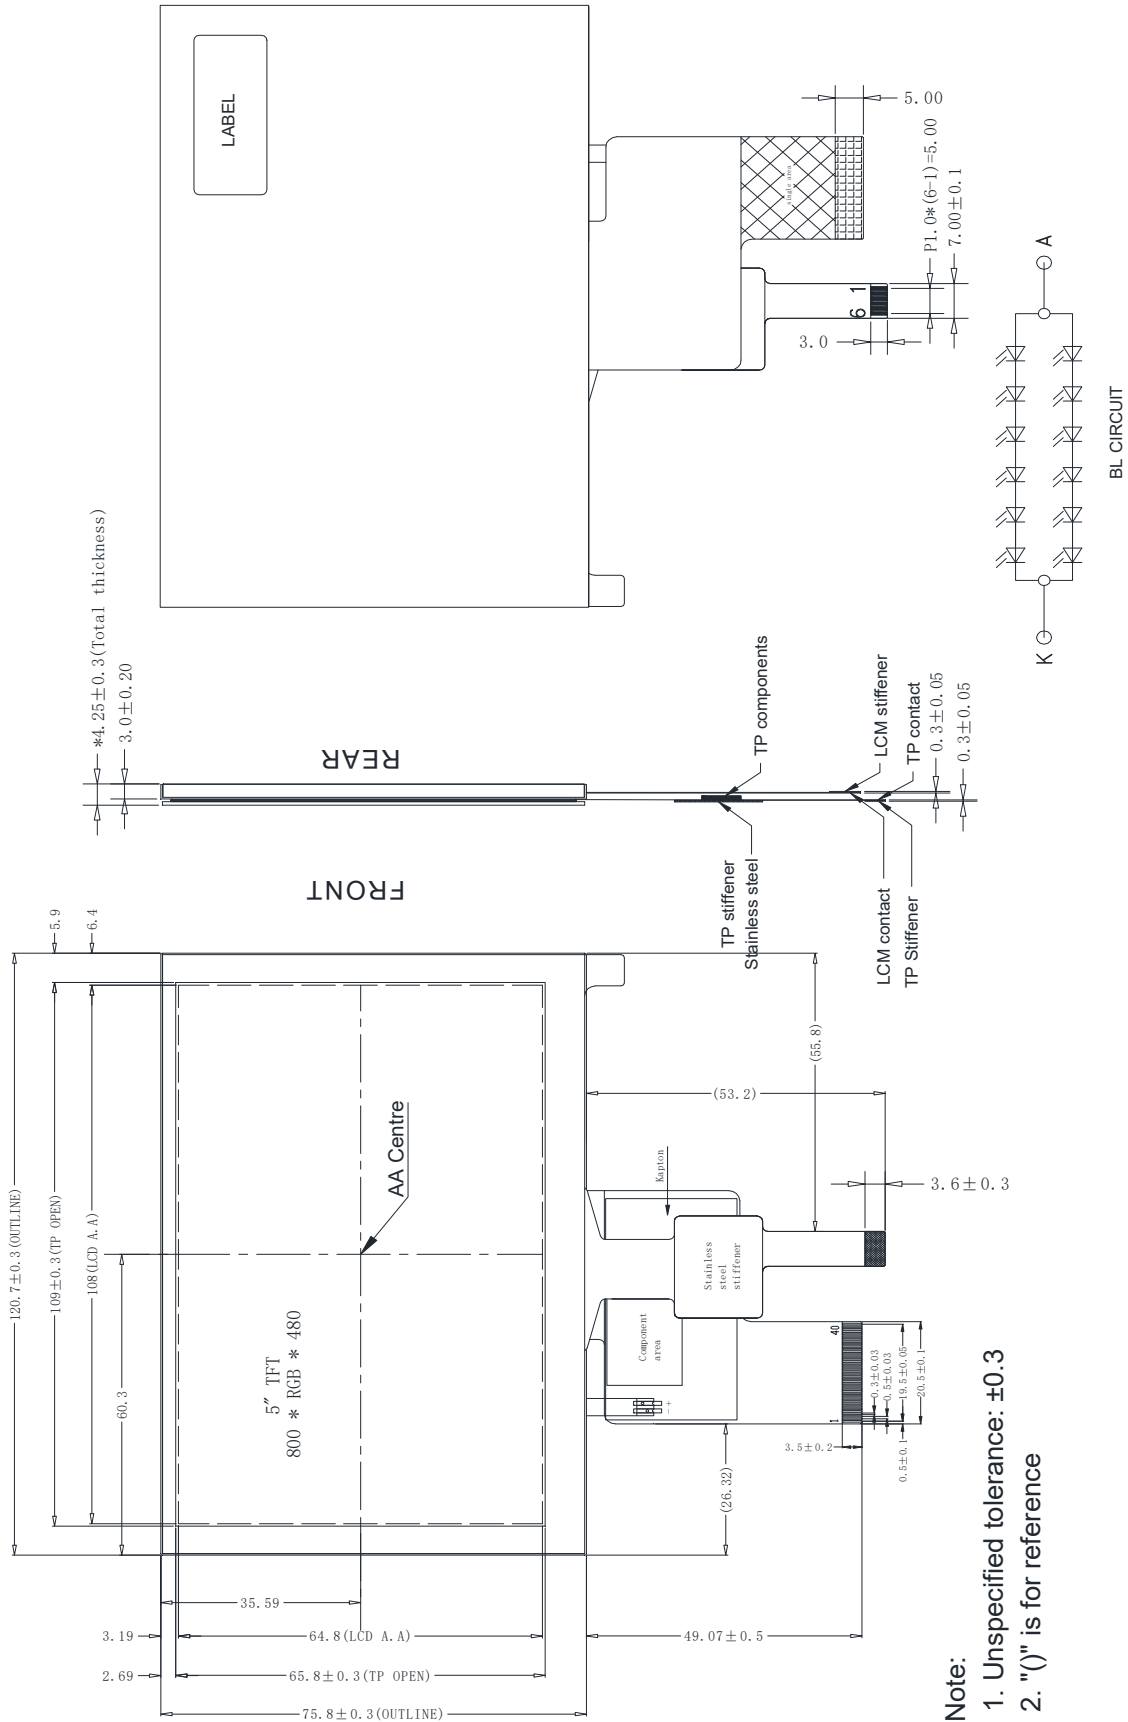 LABEL
5.00
single area
P1.0*(6-1)=5.00
7.00±0.1
6 1
3.0
A
K
BL CIRCUIT
*4.25±0.3(Total thickness)
3.0±0.20
REAR
FRONT
TP components
LCM stiffener
TP contact
0.3±0.05
0.3±0.05
TP stiffener
Stainless steel
LCM contact
TP Stiffener
5.9
6.4
120.7±0.3(OUTLINE)
109±0.3(TP OPEN)
108(LCD A.A)
60.3
AA Centre
5″ TFT
800 * RGB * 480
(55.8)
(53.2)
Kapton
3.6±0.3
Stainless
steel
stiffener
Component
area
- +
40
1
0.3±0.03
0.5±0.03
19.5±0.05
20.5±0.1
3.5±0.2
0.5±0.1
(26.32)
35.59
3.19
64.8(LCD A.A)
49.07±0.5
2.69
65.8±0.3(TP OPEN)
75.8±0.3(OUTLINE)
Note:
1. Unspecified tolerance: ±0.3
2. "()" is for reference